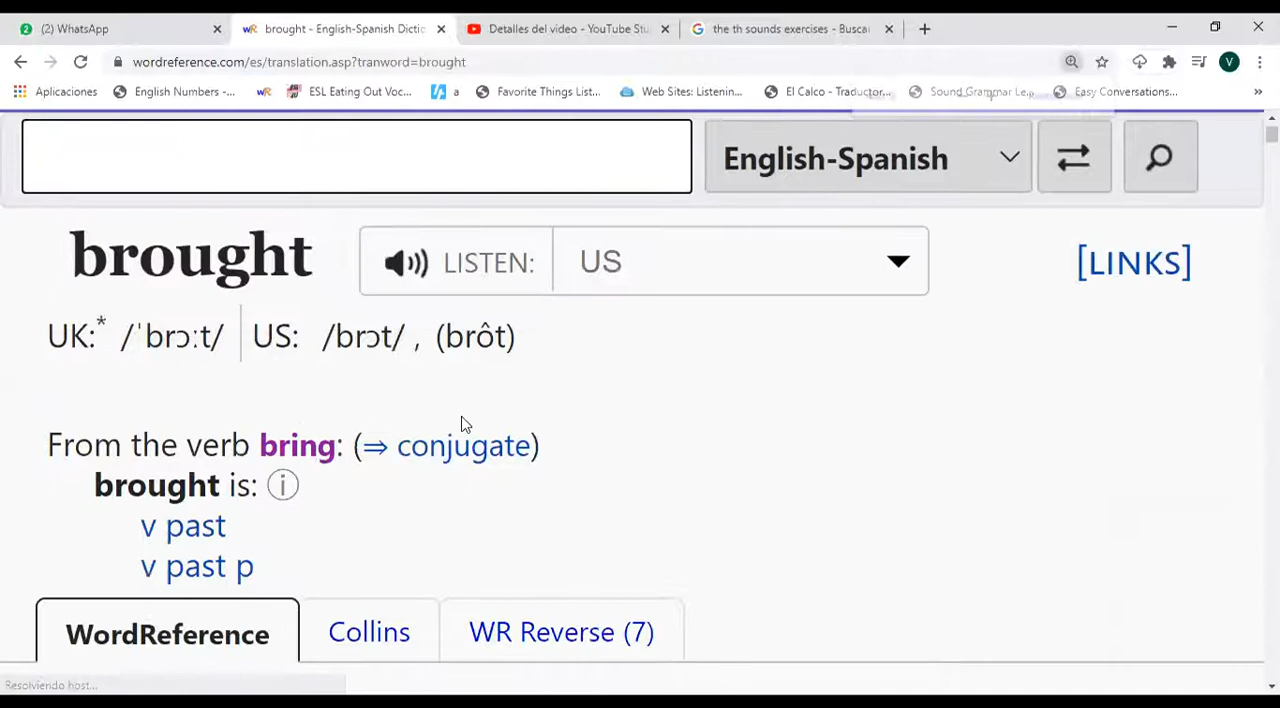 (2) WhatsApp
brought - English-Spanish Dictic
Detalles del video - YouTube Stu
the th sounds exercises - Buscar
wordreference.com/es/translation.asp?tranword=brought
V
Aplicaciones
English Numbers -...
ESL Eating Out Voc...
a
Favorite Things List...
Web Sites: Listenin...
El Calco - Traductor...
Sound Grammar Le...
Easy Conversations...
»
English-Spanish
brought
LISTEN:
US
[LINKS]
UK:* /ˈbrɔːt/
US: /brɔt/ , (brôt)
From the verb bring: (⇒ conjugate)
brought is: ⓘ
v past
v past p
WordReference
Collins
WR Reverse (7)
Resolviendo host...